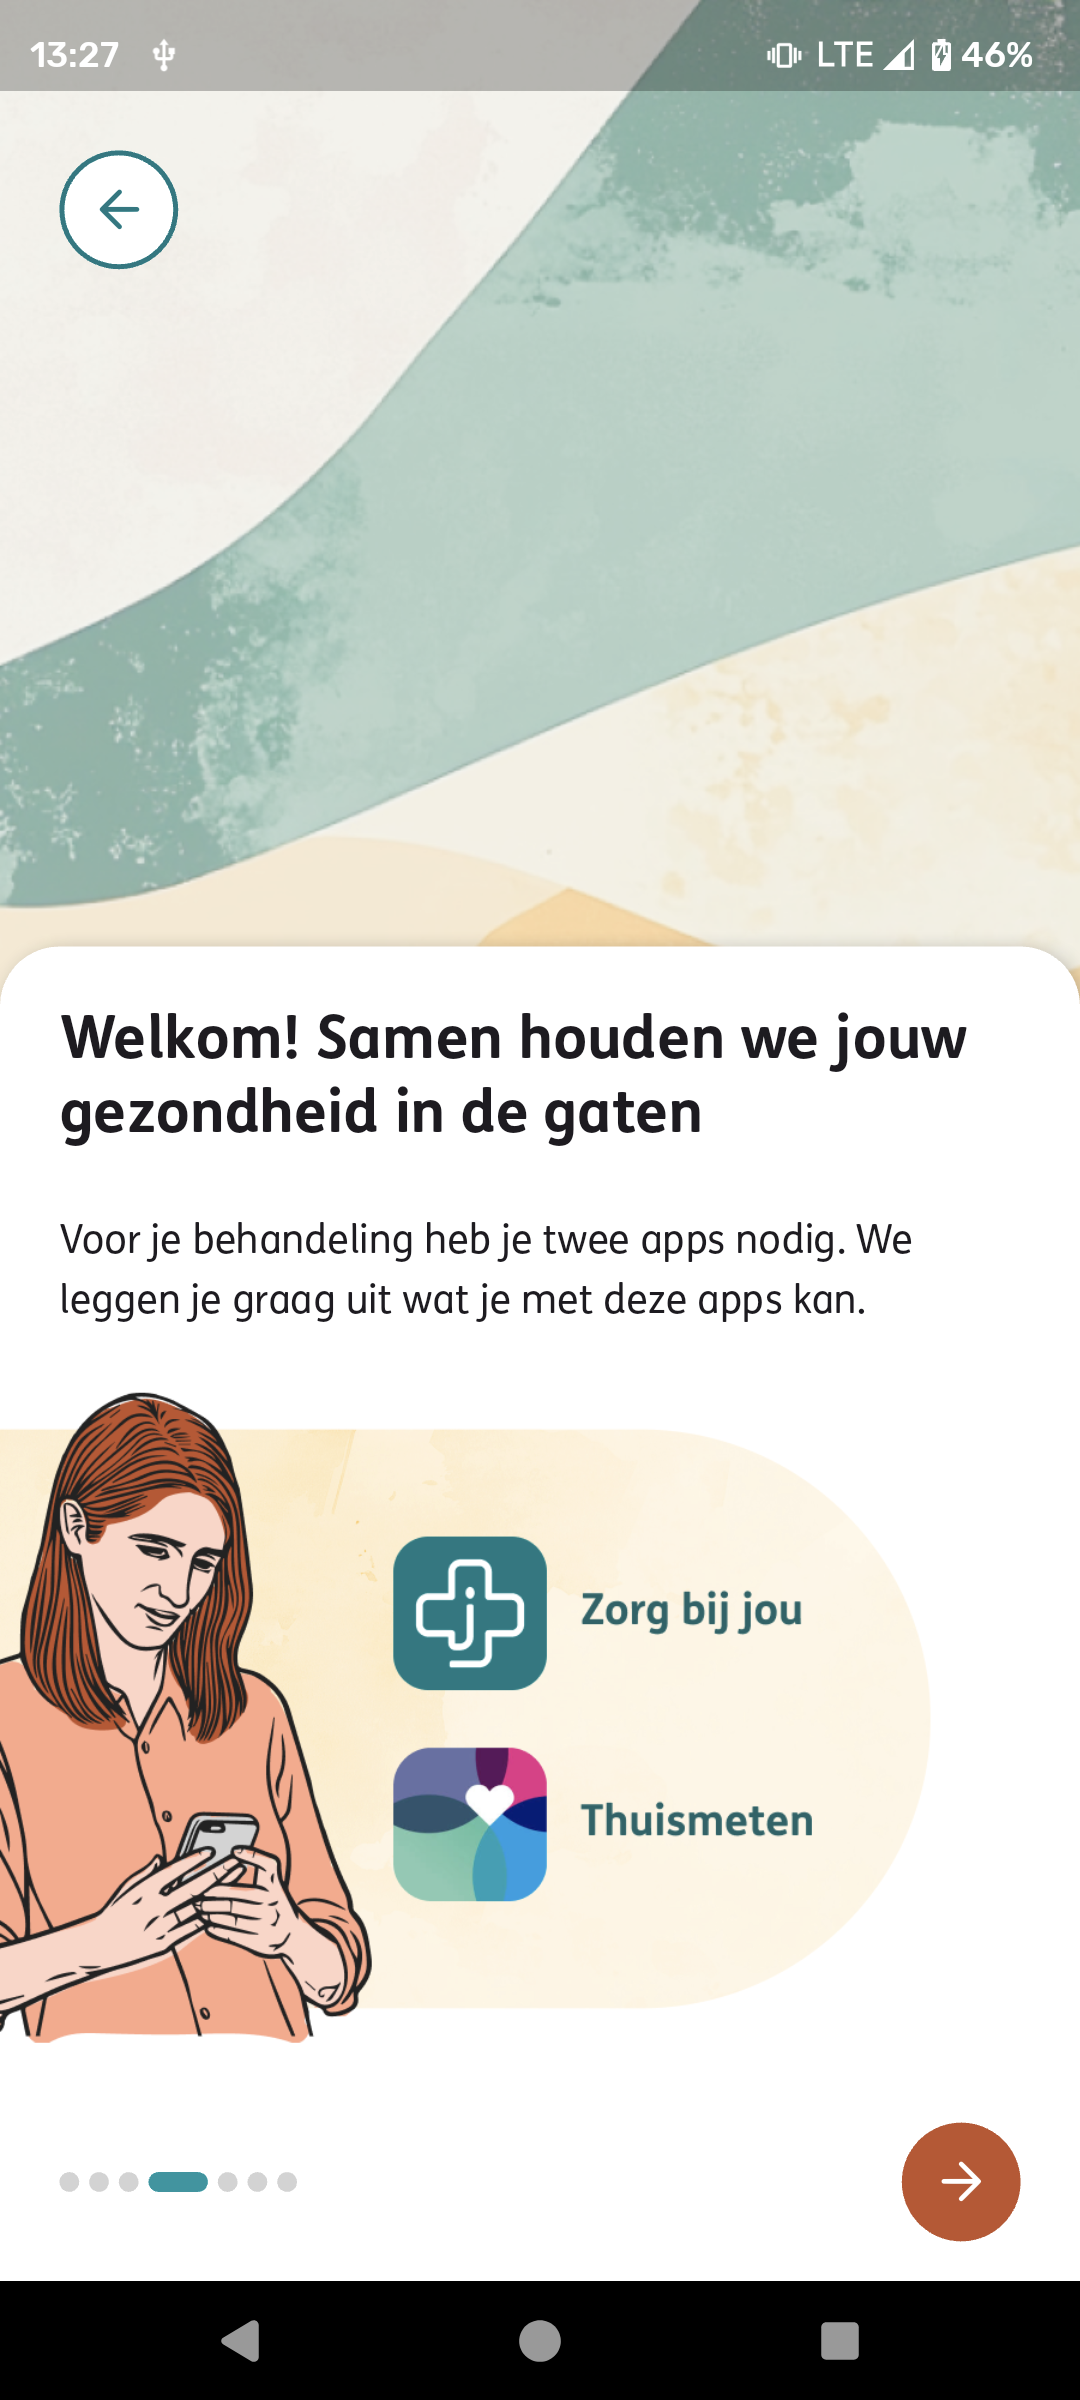 13:27
LTE 46%
Welkom! Samen houden we jouw
gezondheid in de gaten
Voor je behandeling heb je twee apps nodig. We
leggen je graag uit wat je met deze apps kan.
j
Zorg bij jou
Thuismeten